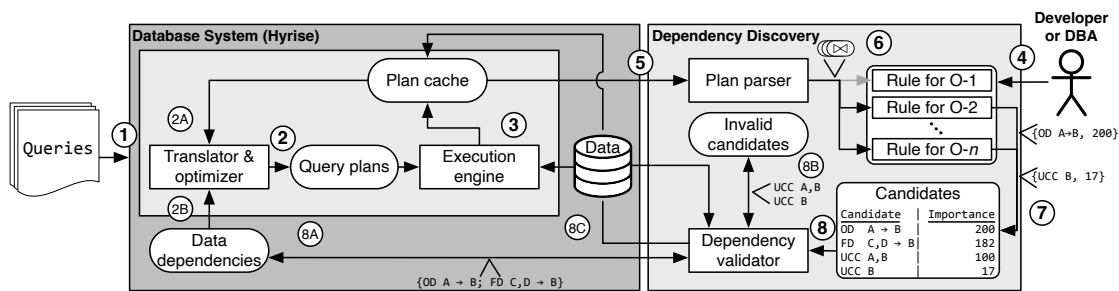 Developer
or DBA
Database System (Hyrise)
Dependency Discovery
5
6
4
Plan cache
Plan parser
Rule for O-1
Rule for O-2
Rule for O-n
{OD A→B, 200}
{UCC B, 17}
1
Queries
2A
2
3
Translator &
optimizer
Query plans
Execution
engine
Data
Invalid
candidates
8B
UCC A,B
UCC B
2B
8A
8C
Data
dependencies
{OD A → B; FD C,D → B}
Dependency
validator
8
7
Candidates
Candidate | Importance
OD A → B | 200
FD C,D → B | 182
UCC A,B | 100
UCC B | 17